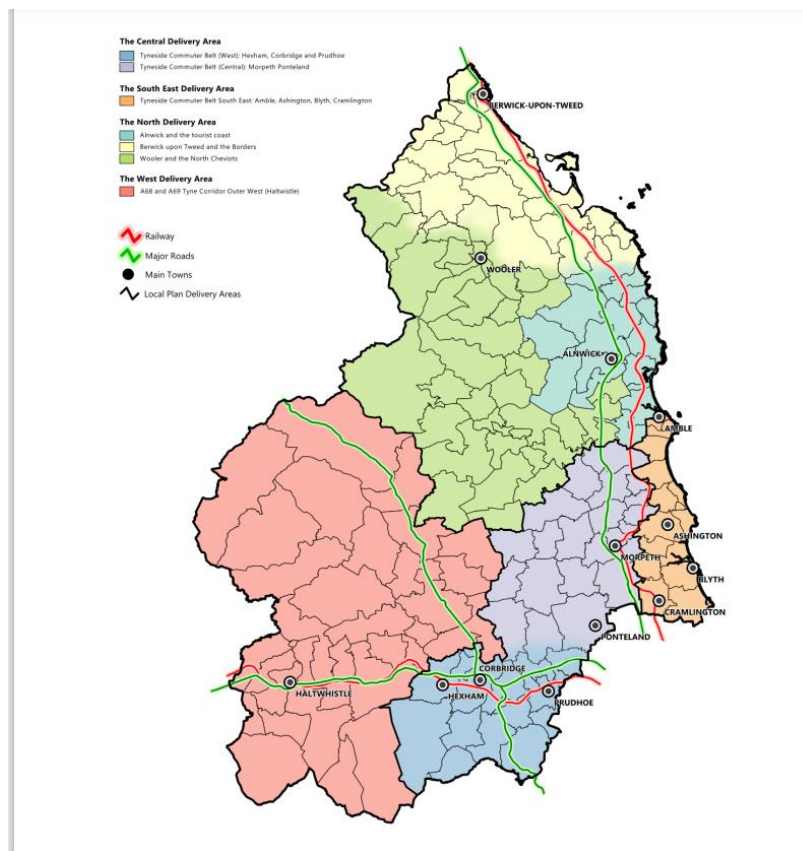 The Central Delivery Area
Tyneside Commuter Belt (West): Hexham, Corbridge and Prudhoe
Tyneside Commuter Belt (Central): Morpeth Ponteland
The South East Delivery Area
Tyneside Commuter Belt South East: Amble, Ashington, Blyth, Cramlington
The North Delivery Area
Alnwick and the tourist coast
Berwick upon Tweed and the Borders
Wooler and the North Cheviots
The West Delivery Area
A68 and A69 Tyne Corridor Outer West (Haltwistle)
Railway
Major Roads
Main Towns
Local Plan Delivery Areas
BERWICK-UPON-TWEED
WOOLER
ALNWICK
AMBLE
ASHINGTON
MORPETH
BLYTH
CRAMLINGTON
PONTELAND
CORBRIDGE
HALTWHISTLE
HEXHAM
PRUDHOE